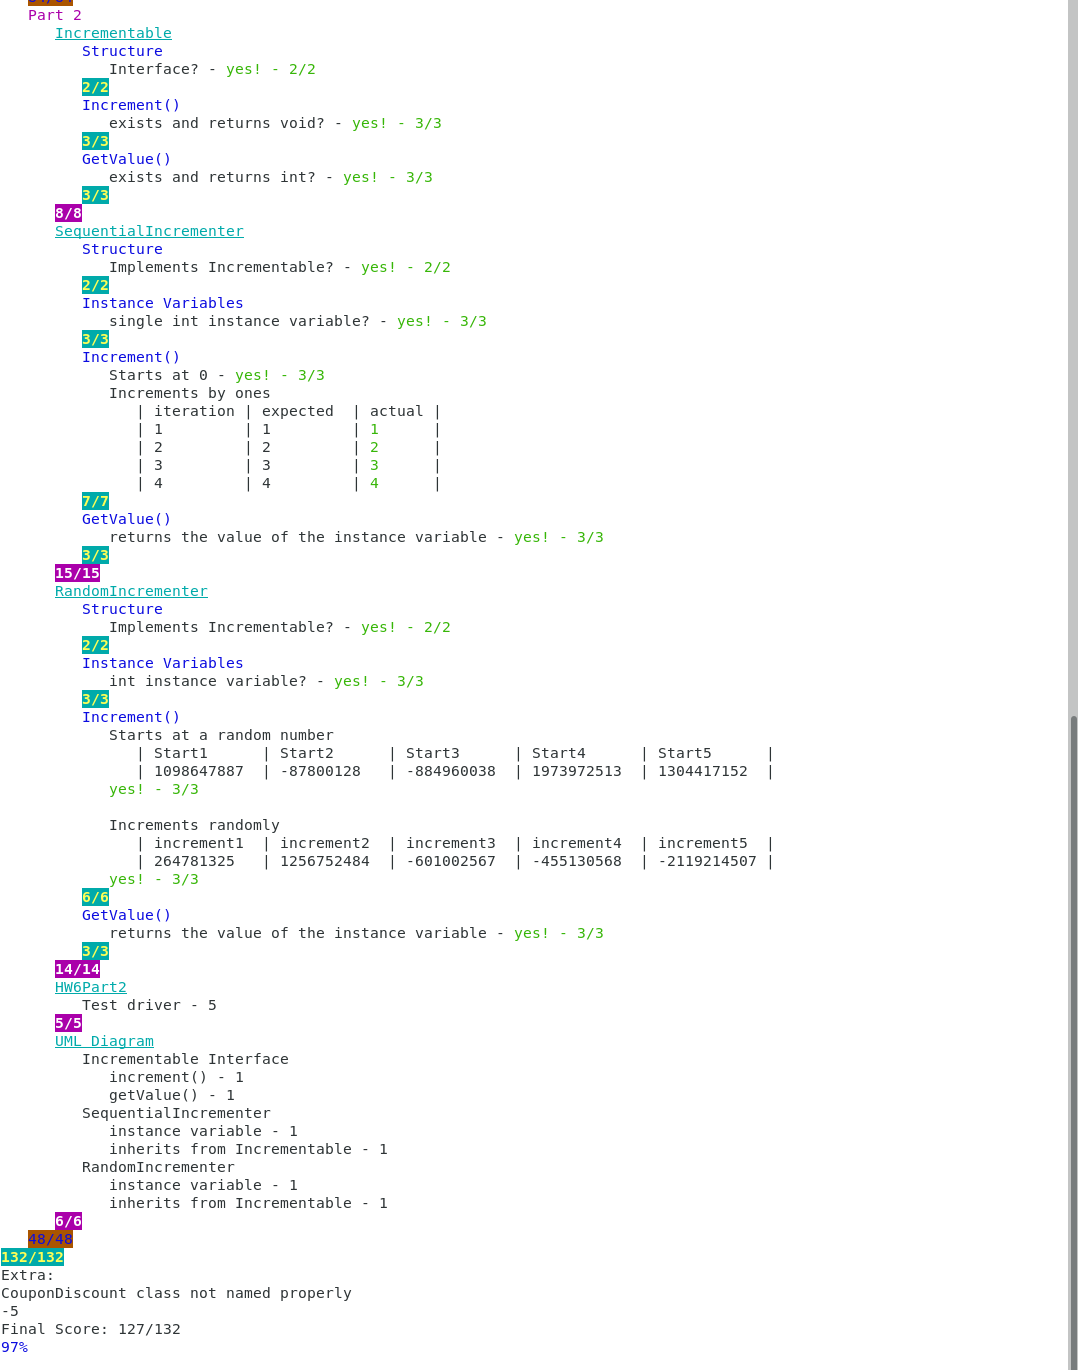 Part 2
Incrementable
Structure
Interface? - yes! - 2/2
2/2
Increment()
exists and returns void? - yes! - 3/3
3/3
GetValue()
exists and returns int? - yes! - 3/3
3/3
8/8
SequentialIncrementer
Structure
Implements Incrementable? - yes! - 2/2
2/2
Instance Variables
single int instance variable? - yes! - 3/3
3/3
Increment()
Starts at 0 - yes! - 3/3
Increments by ones
| iteration | expected  | actual |
| 1         | 1         | 1      |
| 2         | 2         | 2      |
| 3         | 3         | 3      |
| 4         | 4         | 4      |
7/7
GetValue()
returns the value of the instance variable - yes! - 3/3
3/3
15/15
RandomIncrementer
Structure
Implements Incrementable? - yes! - 2/2
2/2
Instance Variables
int instance variable? - yes! - 3/3
3/3
Increment()
Starts at a random number
| Start1      | Start2      | Start3      | Start4      | Start5      |
| 1098647887  | -87800128   | -884960038  | 1973972513  | 1304417152  |
yes! - 3/3
Increments randomly
| increment1  | increment2  | increment3  | increment4  | increment5  |
| 264781325   | 1256752484  | -601002567  | -455130568  | -2119214507 |
yes! - 3/3
6/6
GetValue()
returns the value of the instance variable - yes! - 3/3
3/3
14/14
HW6Part2
Test driver - 5
5/5
UML Diagram
Incrementable Interface
increment() - 1
getValue() - 1
SequentialIncrementer
instance variable - 1
inherits from Incrementable - 1
RandomIncrementer
instance variable - 1
inherits from Incrementable - 1
6/6
48/48
132/132
Extra:
CouponDiscount class not named properly
-5
Final Score: 127/132
97%